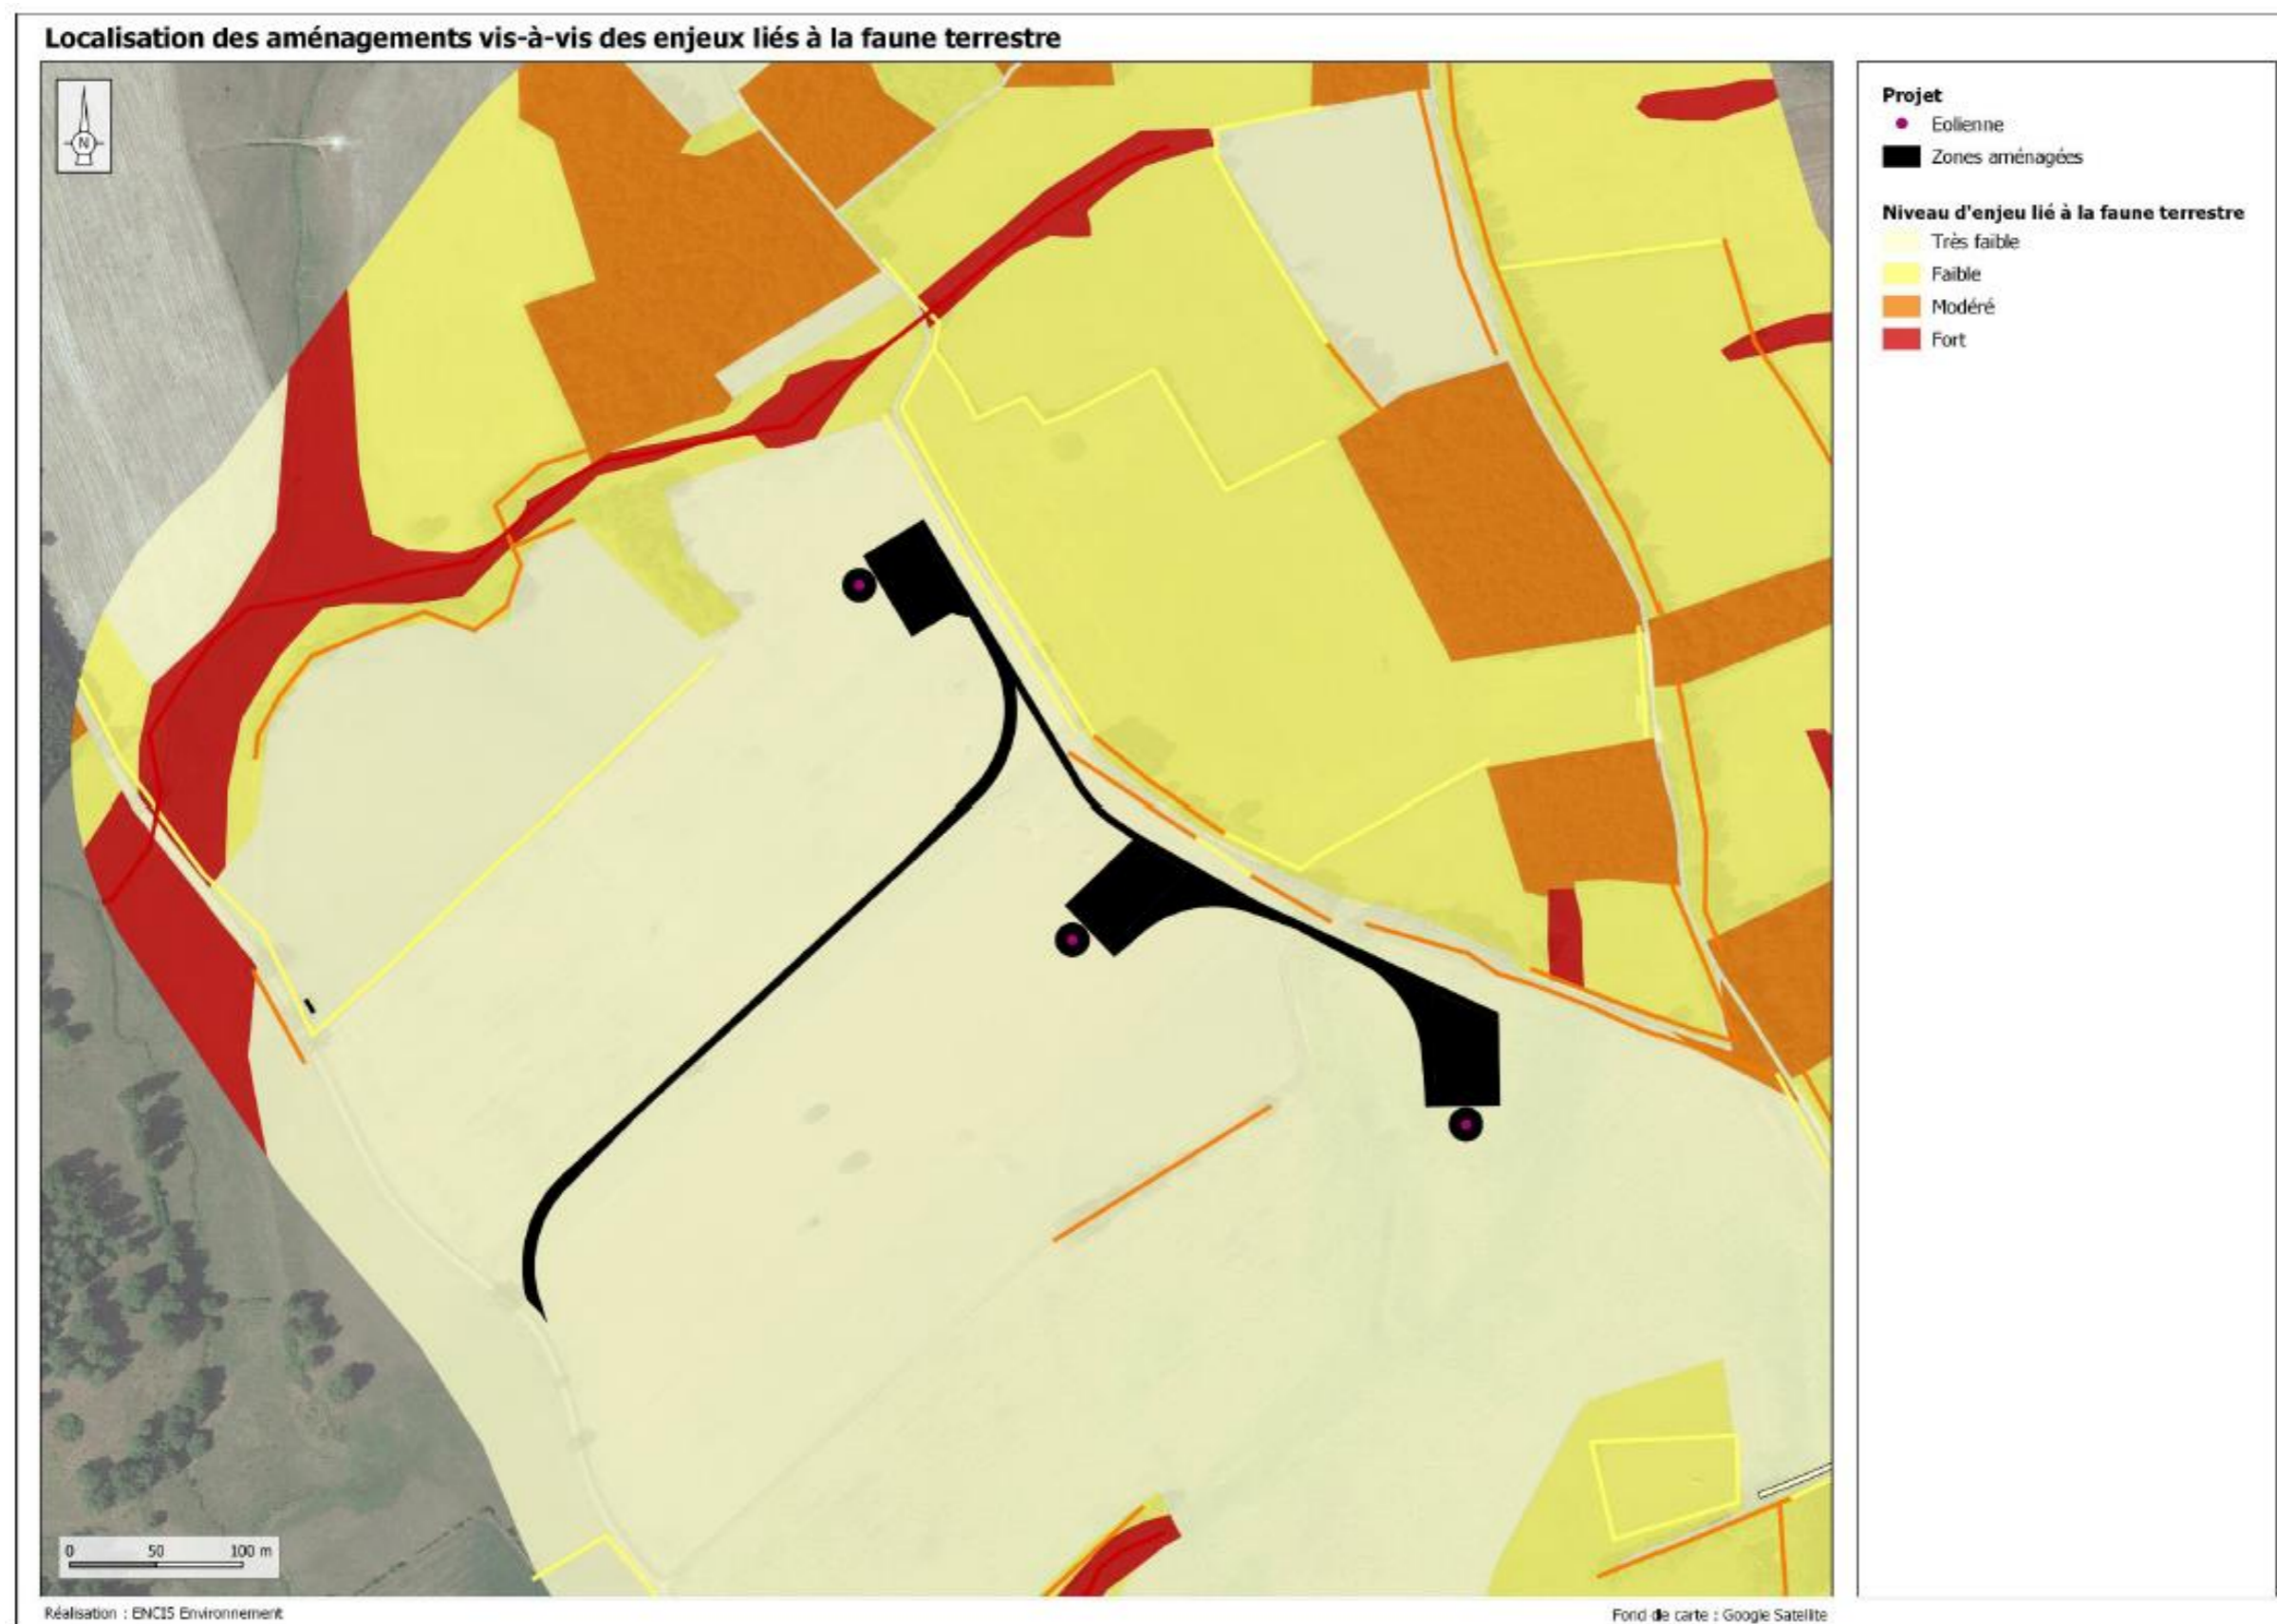 Localisation des aménagements vis-à-vis des enjeux liés à la faune terrestre
N
Projet
Eolienne
Zones aménagées
Niveau d'enjeu lié à la faune terrestre
Très faible
Faible
Modéré
Fort
0 50 100 m
Réalisation : ENCIS Environnement
Fond de carte : Google Satellite